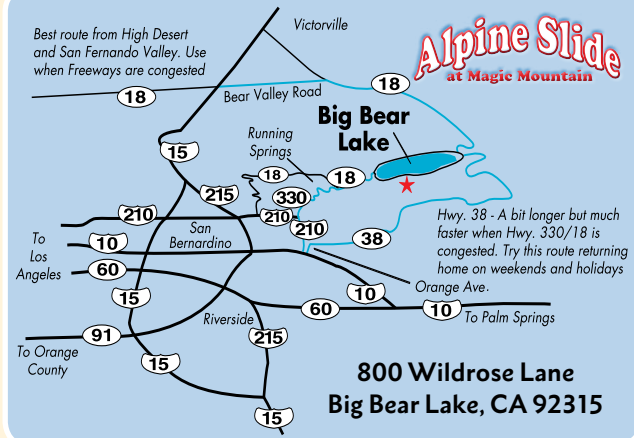 Victorville
Best route from High Desert
and San Fernando Valley. Use
when Freeways are congested
Alpine Slide
at Magic Mountain
18
18
Bear Valley Road
Big Bear
Lake
Running
Springs
15
18
18
215
330
210
210
210
San
Bernardino
38
Hwy. 38 - A bit longer but much
faster when Hwy. 330/18 is
congested. Try this route returning
home on weekends and holidays
To
Los
Angeles
10
60
Orange Ave.
15
10
60
10
To Palm Springs
Riverside
91
215
To Orange
County
15
15
800 Wildrose Lane
Big Bear Lake, CA 92315